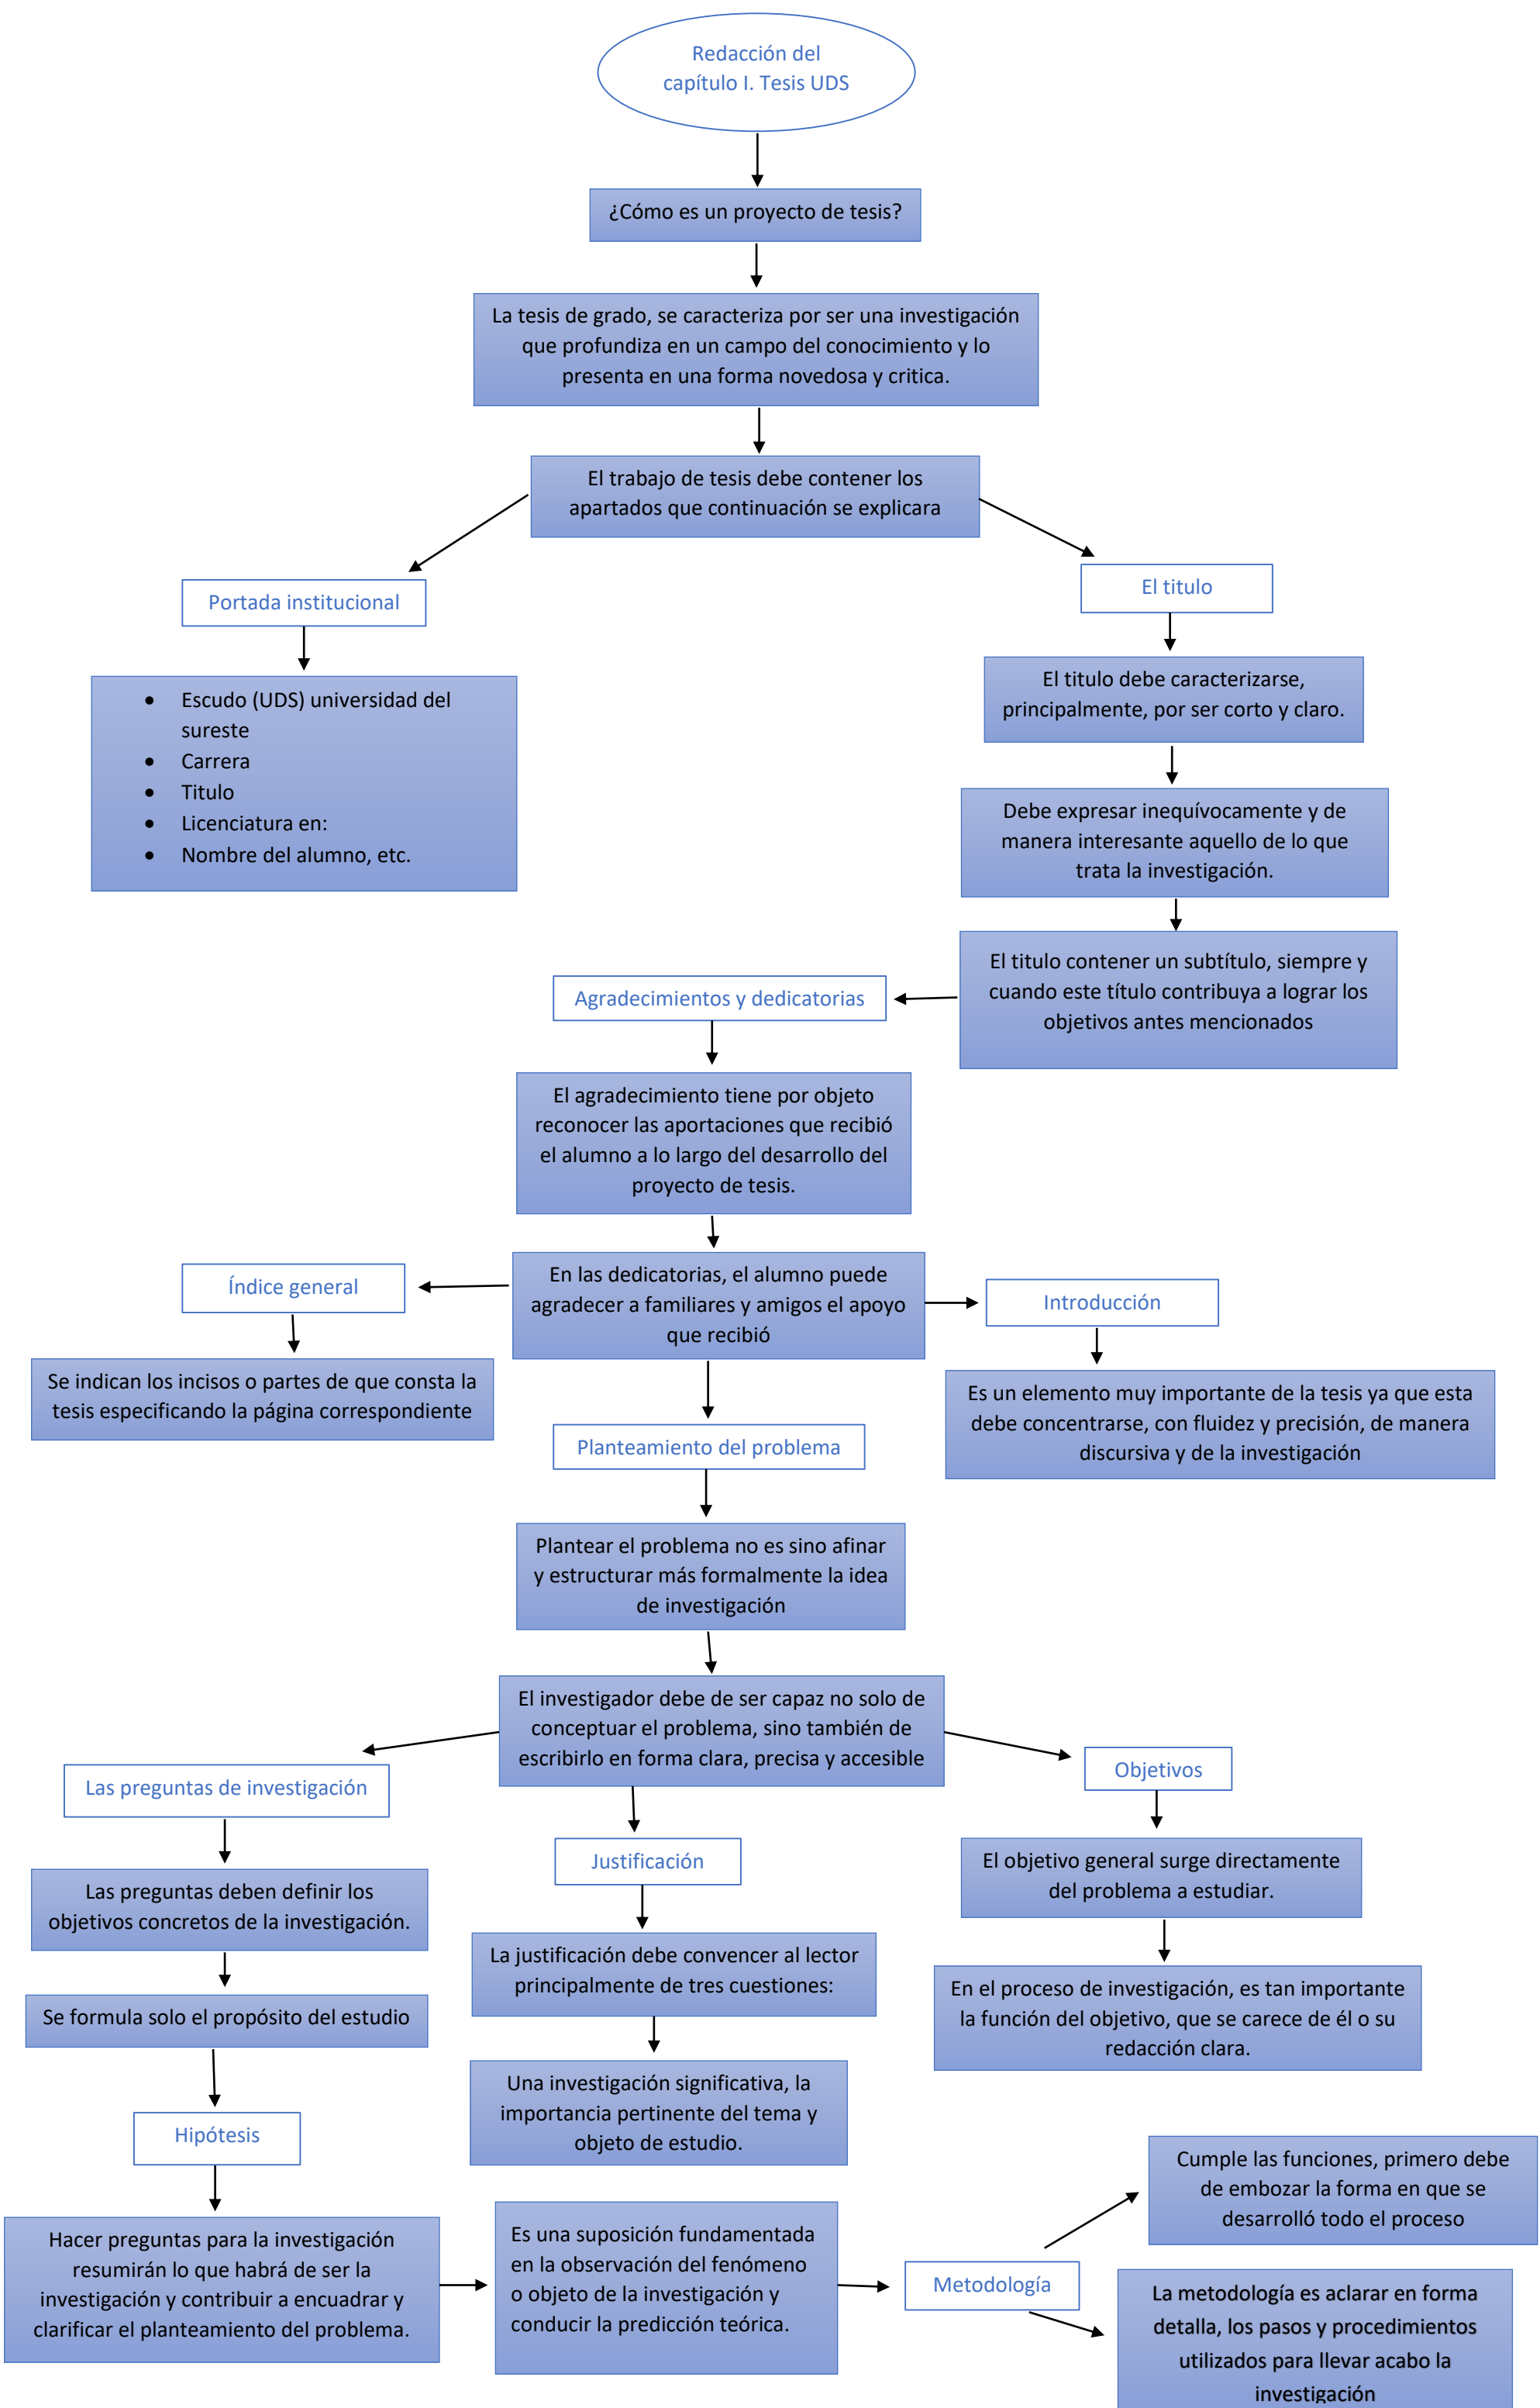 Redacción del
capítulo I. Tesis UDS
¿Cómo es un proyecto de tesis?
La tesis de grado, se caracteriza por ser una investigación
que profundiza en un campo del conocimiento y lo
presenta en una forma novedosa y critica.
El trabajo de tesis debe contener los
apartados que continuación se explicara
Portada institucional
• Escudo (UDS) universidad del
sureste
• Carrera
• Titulo
• Licenciatura en:
• Nombre del alumno, etc.
El titulo
El titulo debe caracterizarse,
principalmente, por ser corto y claro.
Debe expresar inequívocamente y de
manera interesante aquello de lo que
trata la investigación.
El titulo contener un subtítulo, siempre y
cuando este título contribuya a lograr los
objetivos antes mencionados
Agradecimientos y dedicatorias
El agradecimiento tiene por objeto
reconocer las aportaciones que recibió
el alumno a lo largo del desarrollo del
proyecto de tesis.
En las dedicatorias, el alumno puede
agradecer a familiares y amigos el apoyo
que recibió
Índice general
Se indican los incisos o partes de que consta la
tesis especificando la página correspondiente
Introducción
Es un elemento muy importante de la tesis ya que esta
debe concentrarse, con fluidez y precisión, de manera
discursiva y de la investigación
Planteamiento del problema
Plantear el problema no es sino afinar
y estructurar más formalmente la idea
de investigación
El investigador debe de ser capaz no solo de
conceptuar el problema, sino también de
escribirlo en forma clara, precisa y accesible
Las preguntas de investigación
Las preguntas deben definir los
objetivos concretos de la investigación.
Se formula solo el propósito del estudio
Justificación
La justificación debe convencer al lector
principalmente de tres cuestiones:
Una investigación significativa, la
importancia pertinente del tema y
objeto de estudio.
Objetivos
El objetivo general surge directamente
del problema a estudiar.
En el proceso de investigación, es tan importante
la función del objetivo, que se carece de él o su
redacción clara.
Hipótesis
Hacer preguntas para la investigación
resumirán lo que habrá de ser la
investigación y contribuir a encuadrar y
clarificar el planteamiento del problema.
Es una suposición fundamentada
en la observación del fenómeno
o objeto de la investigación y
conducir la predicción teórica.
Metodología
Cumple las funciones, primero debe
de embozar la forma en que se
desarrolló todo el proceso
La metodología es aclarar en forma
detalla, los pasos y procedimientos
utilizados para llevar acabo la
investigación